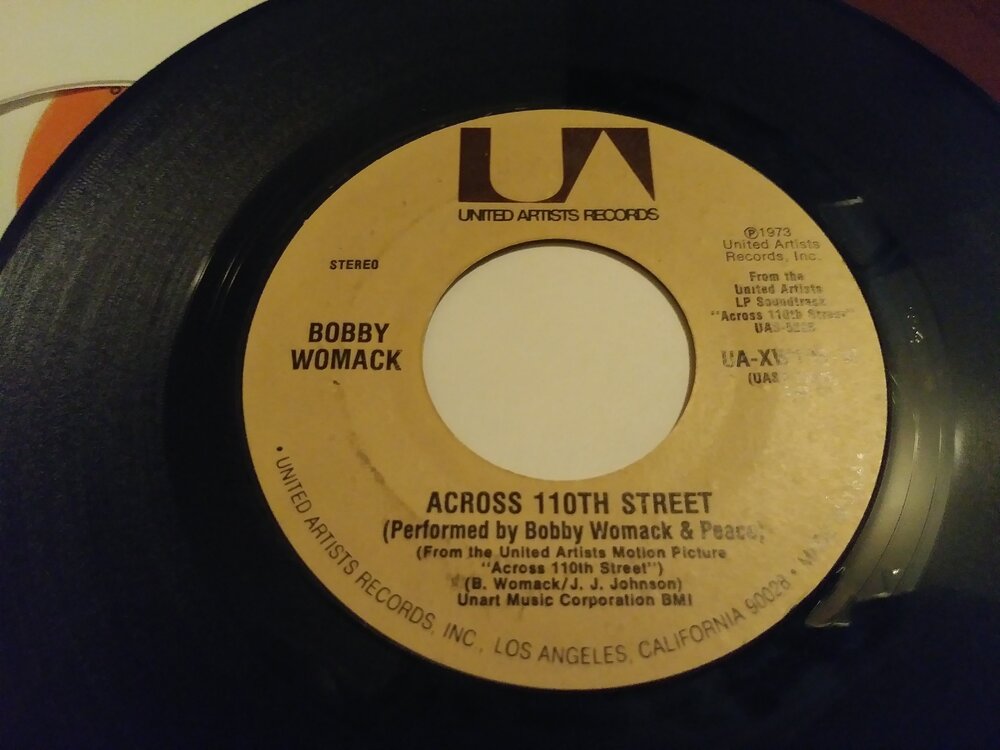 UA
UNITED ARTISTS RECORDS
℗1973
United Artists
Records, Inc.
STEREO
From the
United Artists
LP Soundtrack
"Across 110th Street"
BOBBY
WOMACK
ACROSS 110TH STREET
(Performed by Bobby Womack & Peace)
(From the United Artists Motion Picture
"Across 110th Street")
(B. Womack/J. J. Johnson)
Unart Music Corporation BMI
• UNITED ARTISTS RECORDS, INC., LOS ANGELES, CALIFORNIA 90028 •